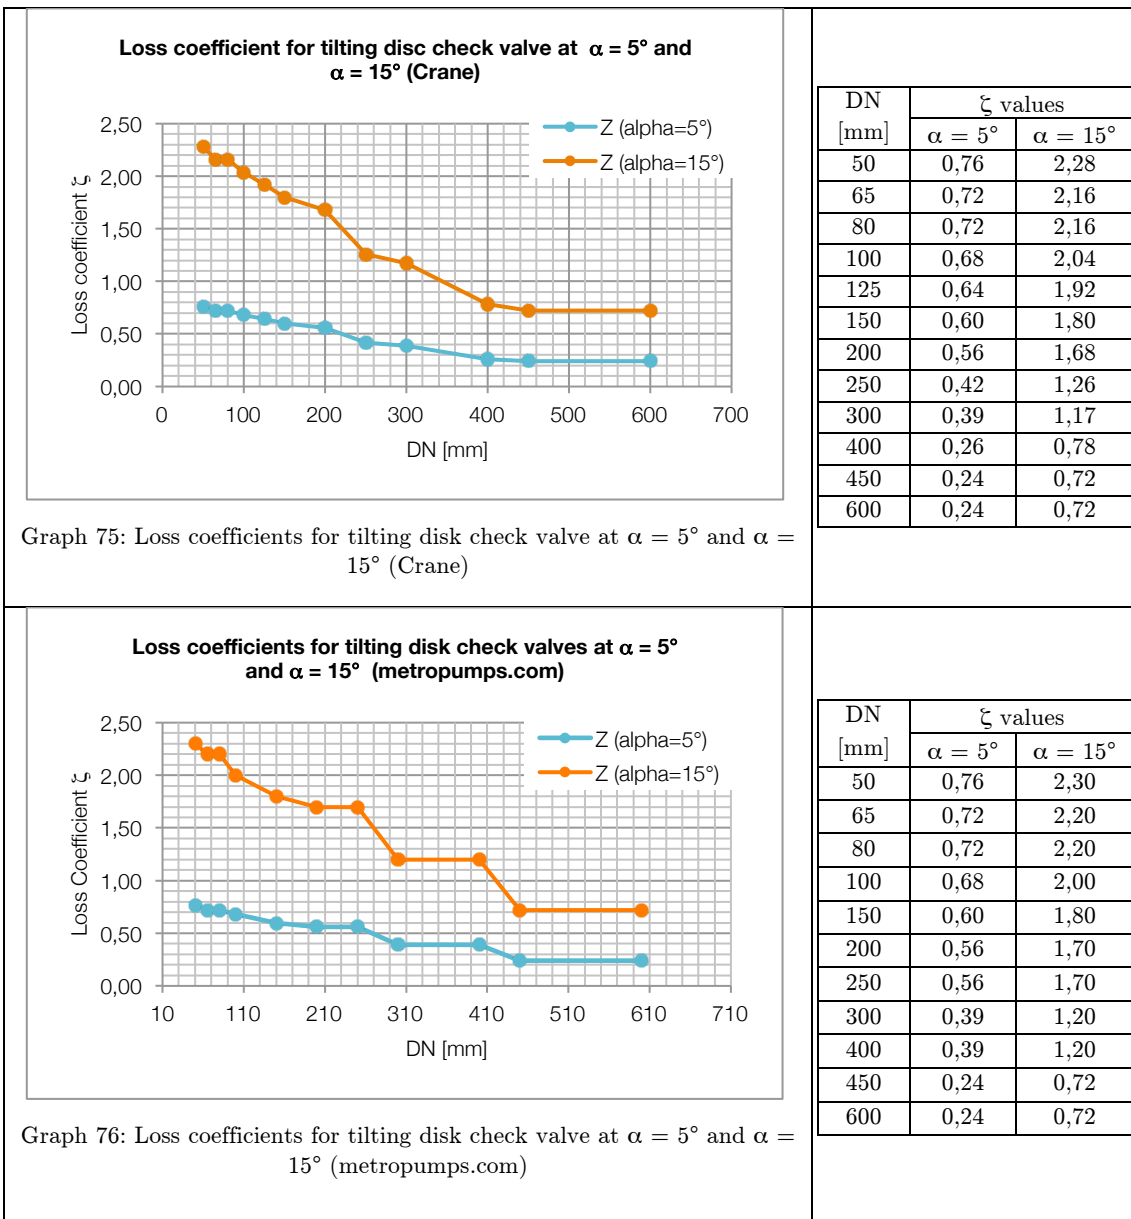 Loss coefficient for tilting disc check valve at α = 5° and
α = 15° (Crane)
Z (alpha=5°)
Z (alpha=15°)
2,50
2,00
1,50
1,00
0,50
0,00
Loss coefficient ζ
0 100 200 300 400 500 600 700
DN [mm]
Graph 75: Loss coefficients for tilting disk check valve at α = 5° and α =
15° (Crane)
DN ζ values
[mm] α = 5° α = 15°
50 0,76 2,28
65 0,72 2,16
80 0,72 2,16
100 0,68 2,04
125 0,64 1,92
150 0,60 1,80
200 0,56 1,68
250 0,42 1,26
300 0,39 1,17
400 0,26 0,78
450 0,24 0,72
600 0,24 0,72
Loss coefficients for tilting disk check valves at α = 5°
and α = 15° (metropumps.com)
Z (alpha=5°)
Z (alpha=15°)
2,50
2,00
1,50
1,00
0,50
0,00
Loss Coefficient ζ
10 110 210 310 410 510 610 710
DN [mm]
Graph 76: Loss coefficients for tilting disk check valve at α = 5° and α =
15° (metropumps.com)
DN ζ values
[mm] α = 5° α = 15°
50 0,76 2,30
65 0,72 2,20
80 0,72 2,20
100 0,68 2,00
150 0,60 1,80
200 0,56 1,70
250 0,56 1,70
300 0,39 1,20
400 0,39 1,20
450 0,24 0,72
600 0,24 0,72